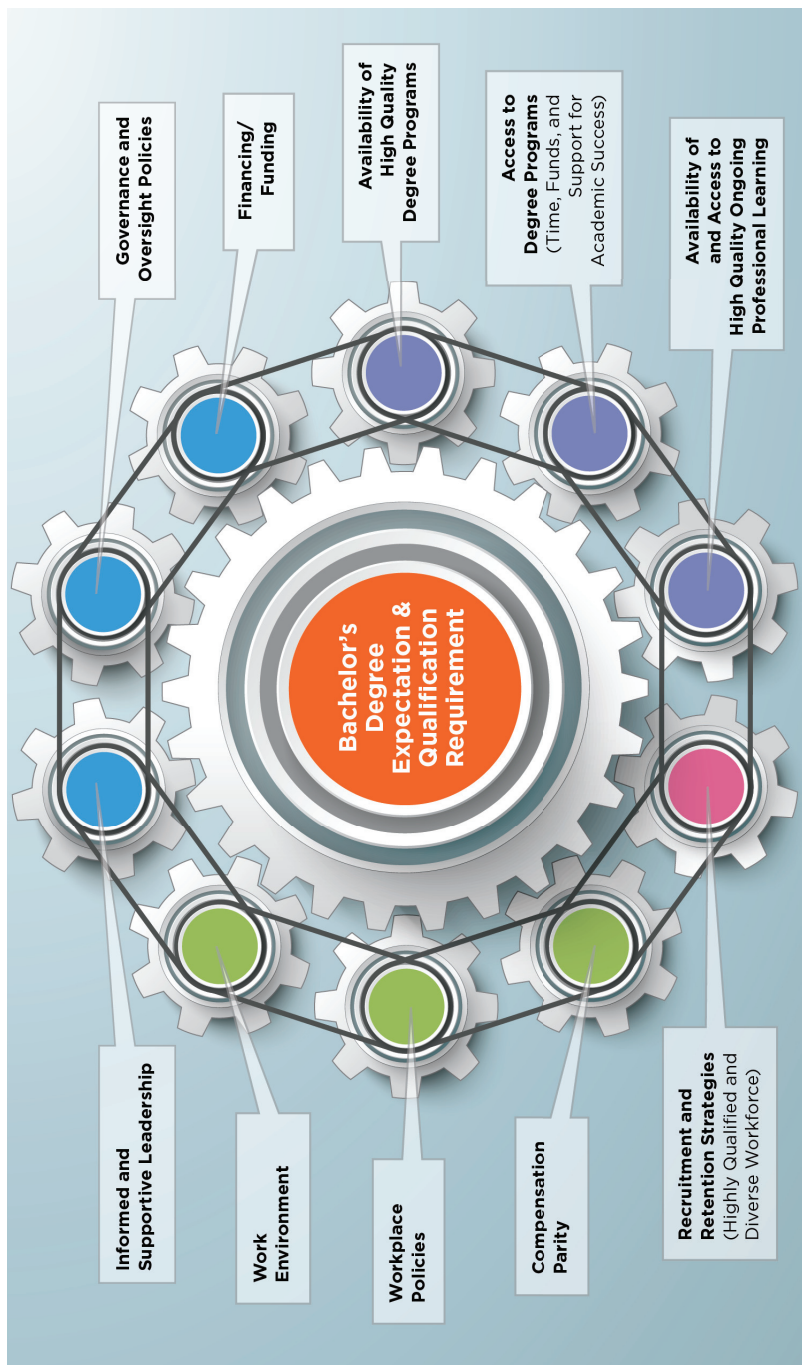 Informed and
Supportive Leadership
Governance and
Oversight Policies
Work
Environment
Financing/
Funding
Workplace
Policies
Bachelor's
Degree
Expectation &
Qualification
Requirement
Availability of
High Quality
Degree Programs
Compensation
Parity
Access to
Degree Programs
(Time, Funds, and
Support for
Academic Success)
Recruitment and
Retention Strategies
(Highly Qualified and
Diverse Workforce)
Availability of
and Access to
High Quality Ongoing
Professional Learning